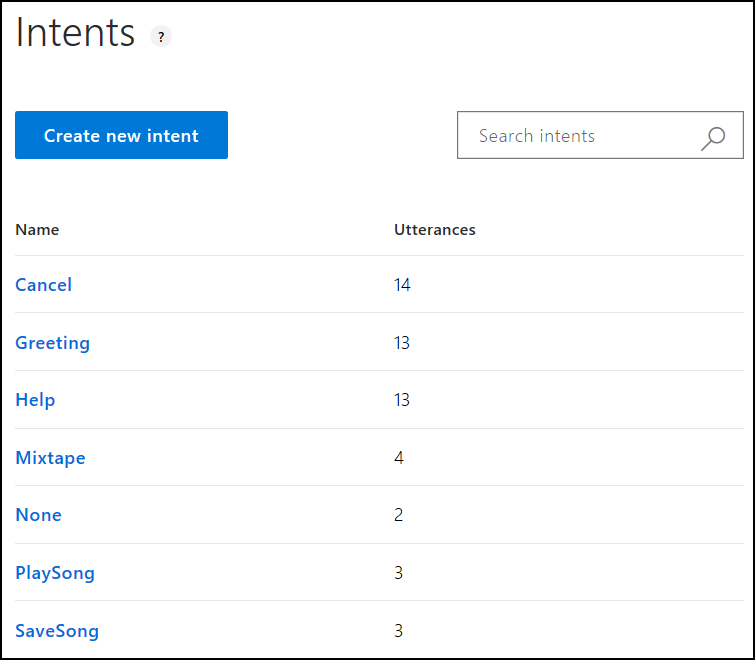 Intents ?
Create new intent Search intents
Name Utterances
Cancel 14
Greeting 13
Help 13
Mixtape 4
None 2
PlaySong 3
SaveSong 3